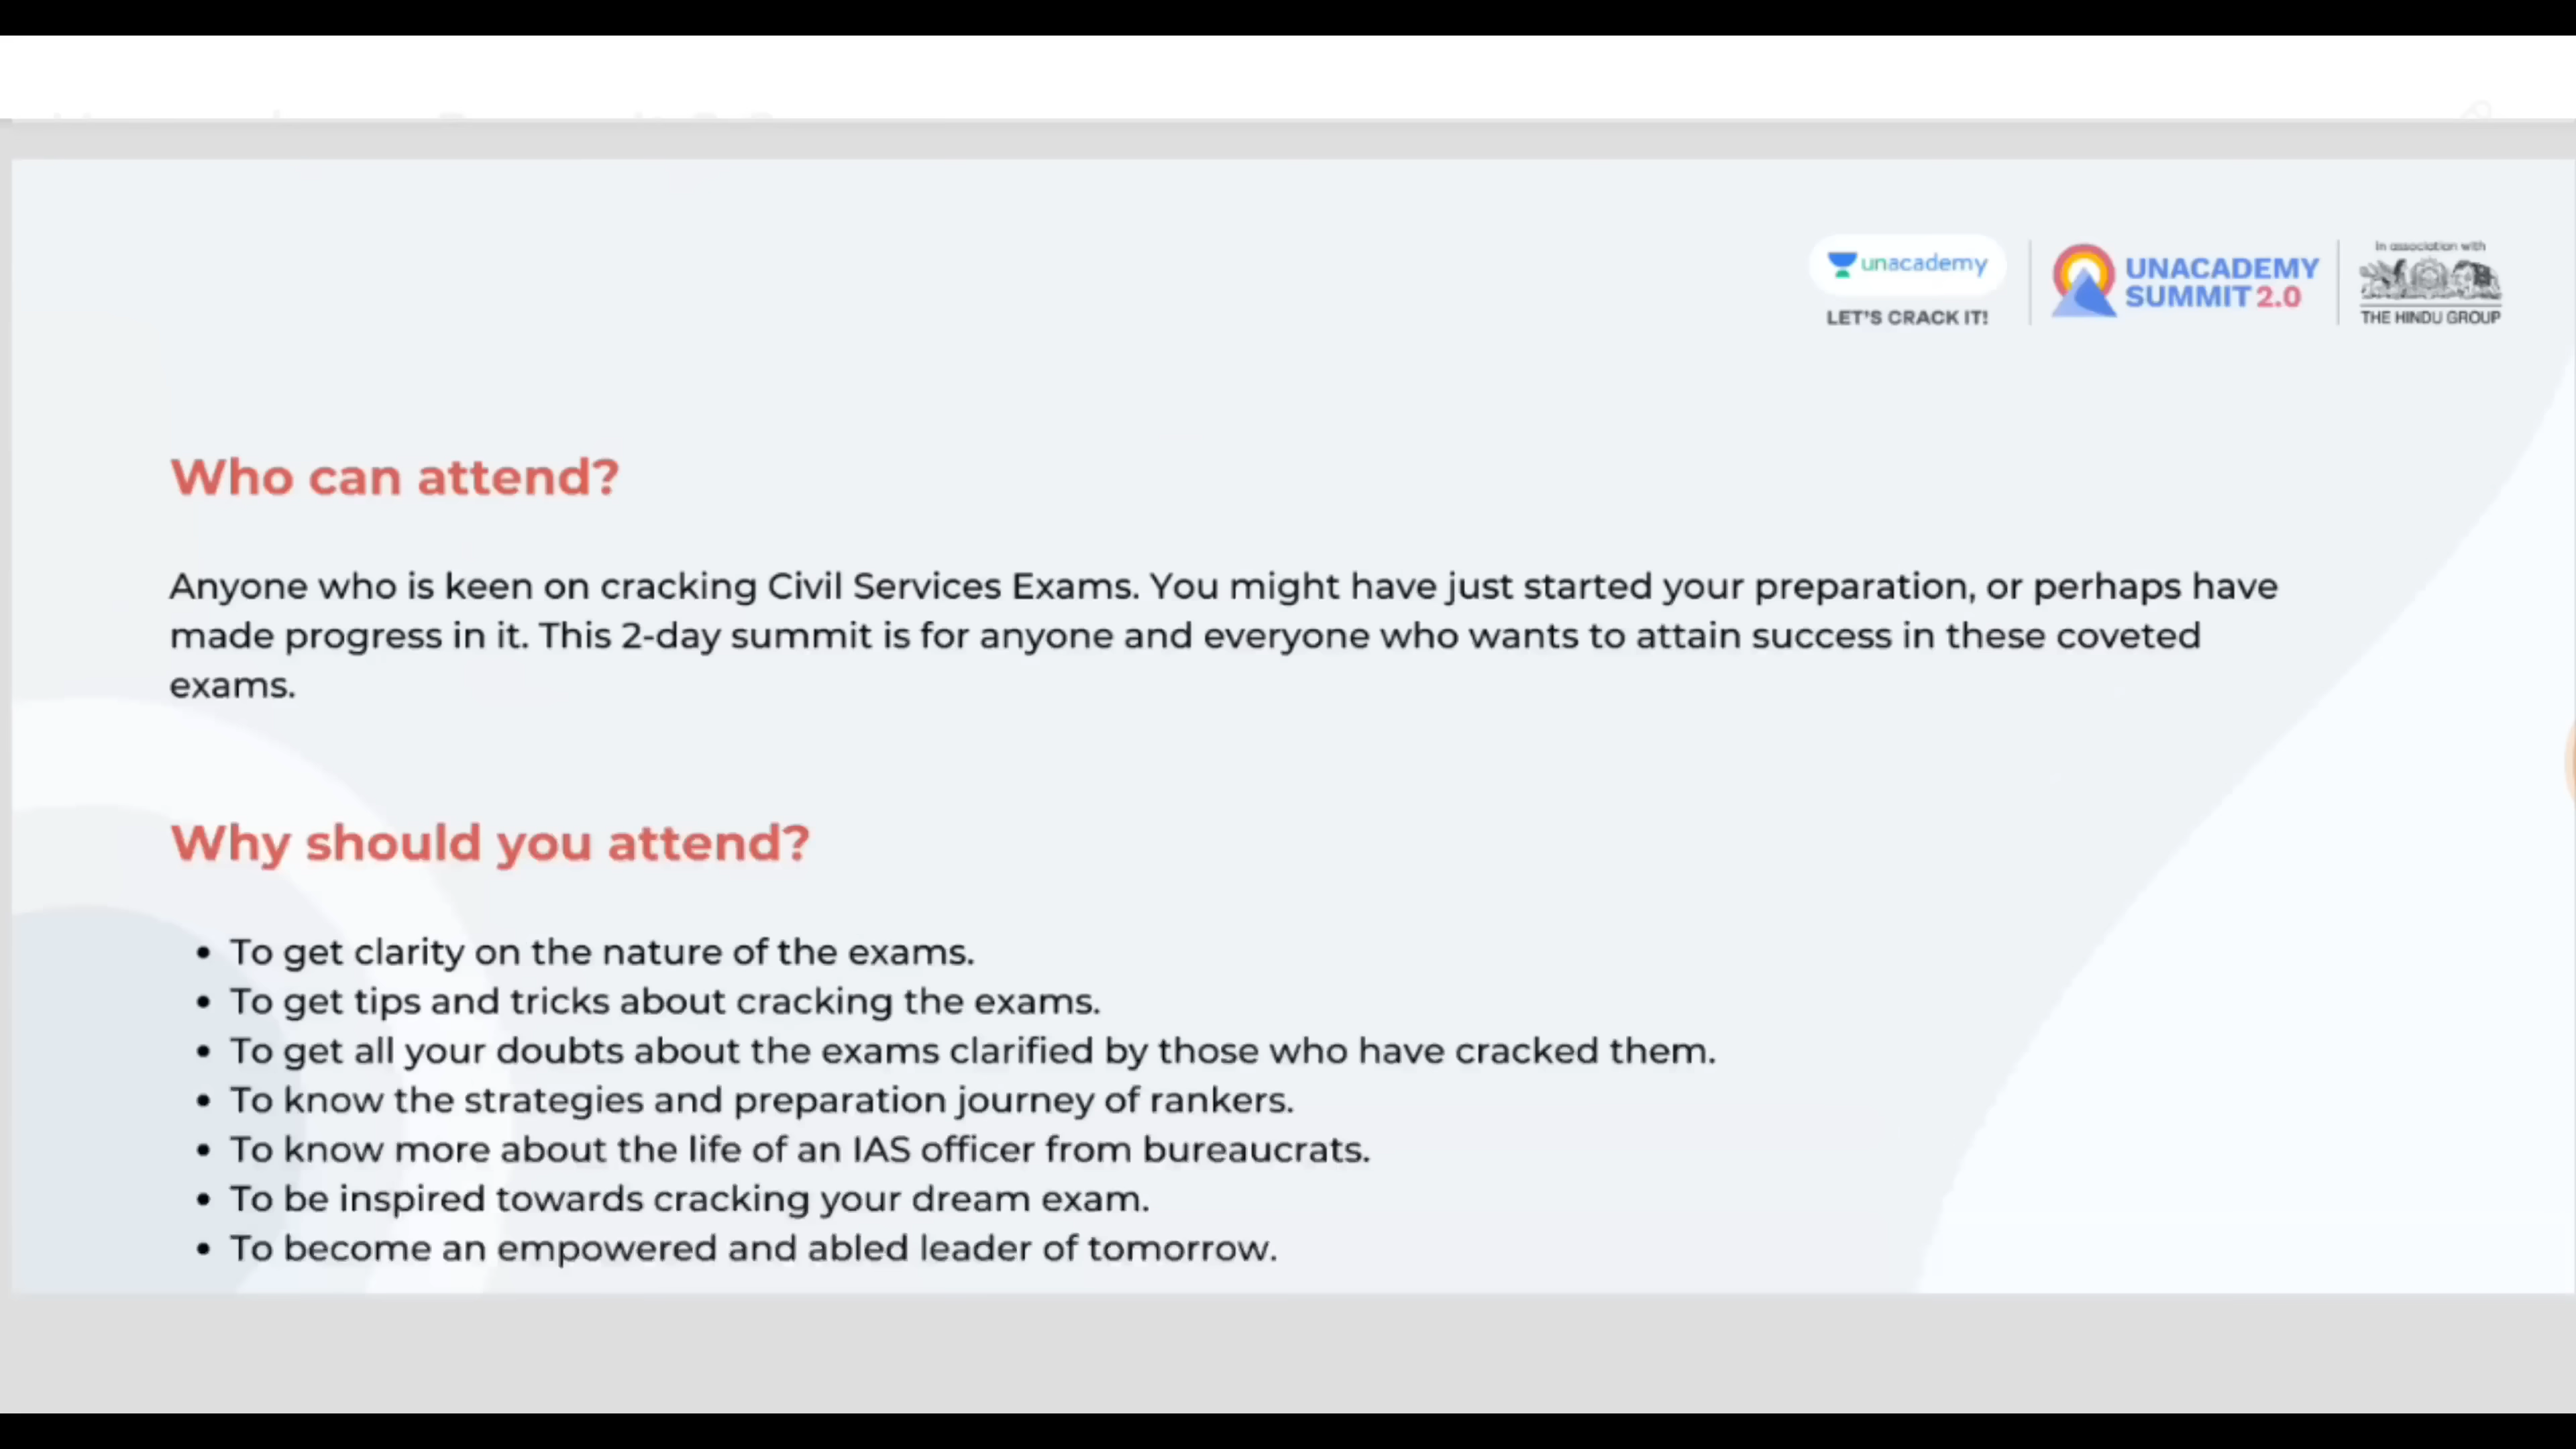 unacademy
LET'S CRACK IT!
UNACADEMY
SUMMIT 2.0
In association with
THE HINDU GROUP
Who can attend?
Anyone who is keen on cracking Civil Services Exams. You might have just started your preparation, or perhaps have
made progress in it. This 2-day summit is for anyone and everyone who wants to attain success in these coveted
exams.
Why should you attend?
• To get clarity on the nature of the exams.
• To get tips and tricks about cracking the exams.
• To get all your doubts about the exams clarified by those who have cracked them.
• To know the strategies and preparation journey of rankers.
• To know more about the life of an IAS officer from bureaucrats.
• To be inspired towards cracking your dream exam.
• To become an empowered and abled leader of tomorrow.